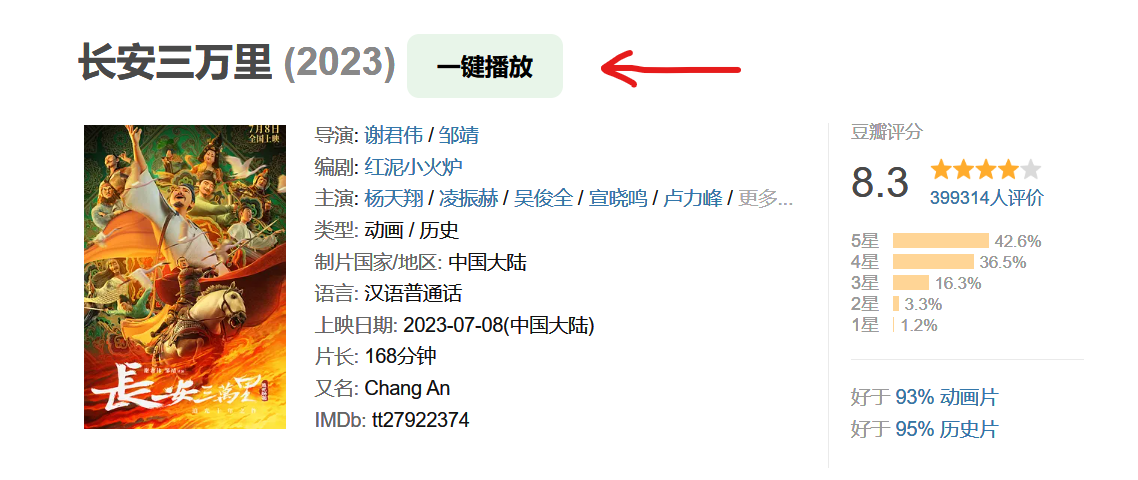 长安三万里 (2023) 一键播放
7月8日
全国上映
長安三萬里
导演: 谢君伟 / 邹靖
编剧: 红泥小火炉
主演: 杨天翔 / 凌振赫 / 吴俊全 / 宣晓鸣 / 卢力峰 / 更多...
类型: 动画 / 历史
制片国家/地区: 中国大陆
语言: 汉语普通话
上映日期: 2023-07-08(中国大陆)
片长: 168分钟
又名: Chang An
IMDb: tt27922374
豆瓣评分
8.3
399314人评价
5星 42.6%
4星 36.5%
3星 16.3%
2星 3.3%
1星 1.2%
好于 93% 动画片
好于 95% 历史片